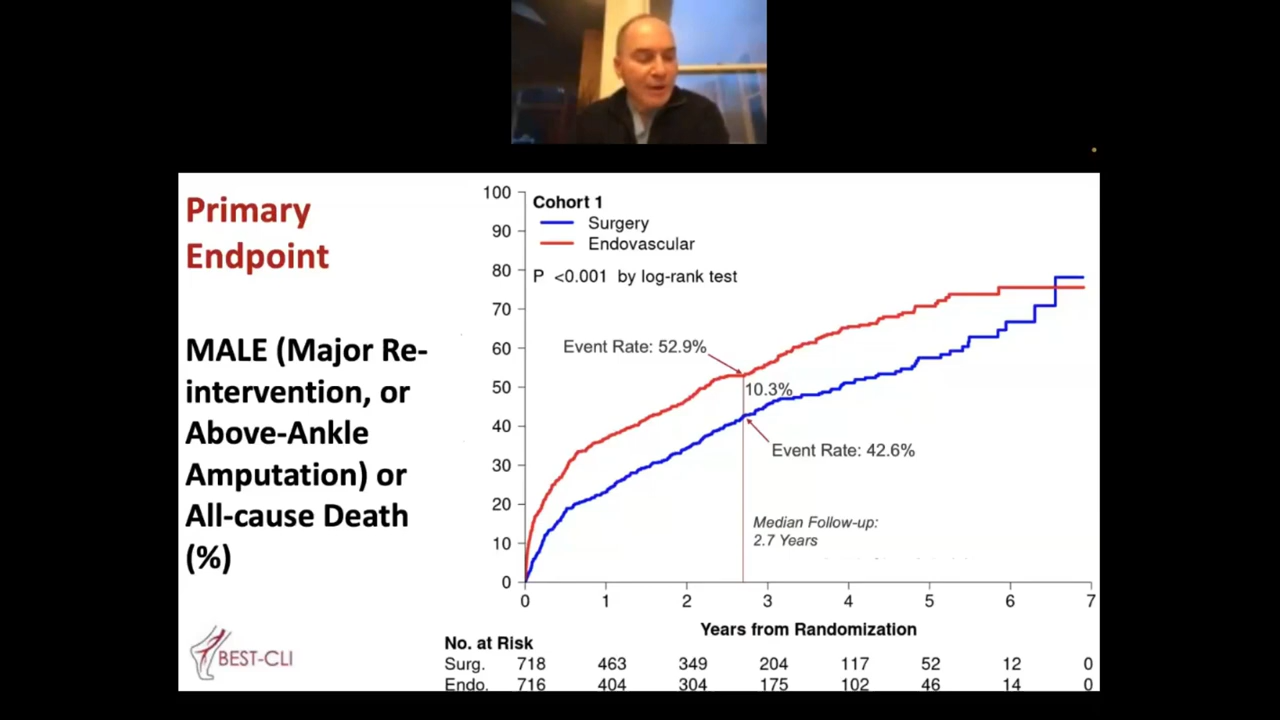 Primary
Endpoint
MALE (Major Re-
intervention, or
Above-Ankle
Amputation) or
All-cause Death
(%)
BEST-CLI
100
90
80
70
60
50
40
30
20
10
0
Cohort 1
Surgery
Endovascular
P <0.001 by log-rank test
Event Rate: 52.9%
10.3%
Event Rate: 42.6%
Median Follow-up:
2.7 Years
0 1 2 3 4 5 6 7
Years from Randomization
No. at Risk
Surg. 718 463 349 204 117 52 12 0
Endo. 716 404 304 175 102 46 14 0